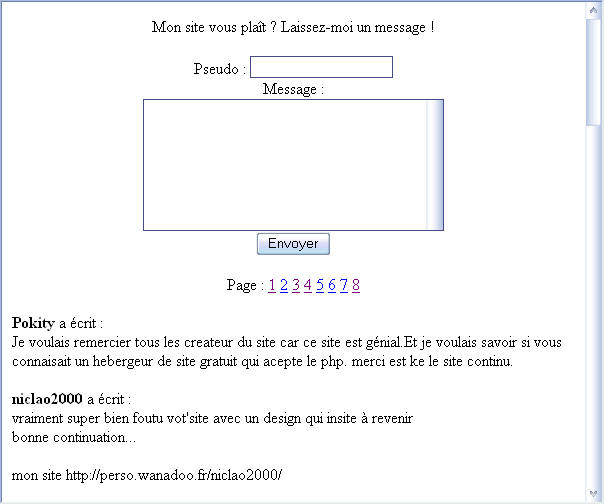 Mon site vous plaît ? Laissez-moi un message !
Pseudo :
Message :
Envoyer
Page : 1 2 3 4 5 6 7 8
Pokity a écrit :
Je voulais remercier tous les createur du site car ce site est génial.Et je voulais savoir si vous
connaisait un hebergeur de site gratuit qui acepte le php. merci est ke le site continu.
niclao2000 a écrit :
vraiment super bien foutu vot'site avec un design qui insite à revenir
bonne continuation...
mon site http://perso.wanadoo.fr/niclao2000/